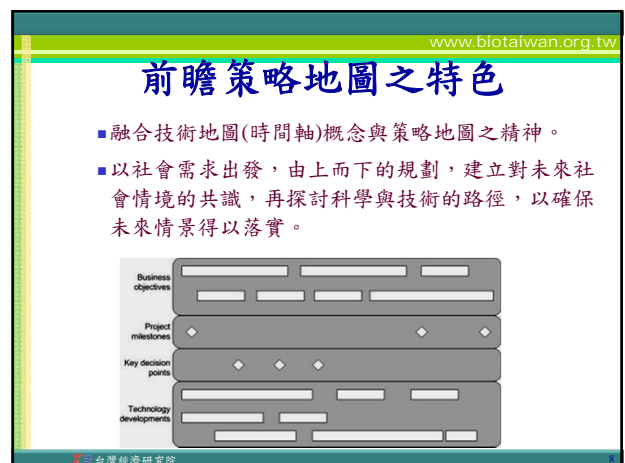 www.biotaiwan.org.tw
前瞻策略地圖之特色
融合技術地圖(時間軸)概念與策略地圖之精神。
以社會需求出發，由上而下的規劃，建立對未來社
會情境的共識，再探討科學與技術的路徑，以確保
未來情景得以落實。
Business
objectives
Project
milestones
Key decision
points
Technology
developments
台灣經濟研究院
8